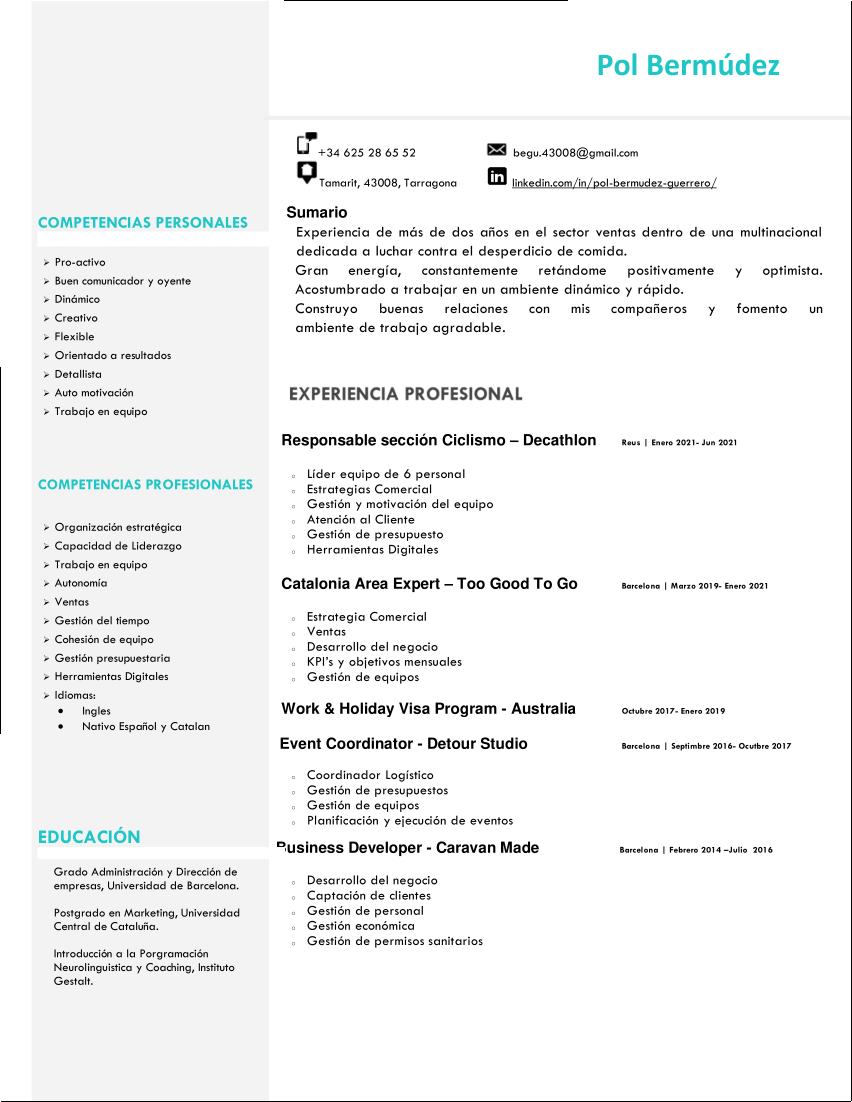 Pol Bermúdez
+34 625 28 65 52
begu.43008@gmail.com
Tamarit, 43008, Tarragona
linkedin.com/in/pol-bermudez-guerrero/
COMPETENCIAS PERSONALES
Pro-activo
Buen comunicador y oyente
Dinámico
Creativo
Flexible
Orientado a resultados
Detallista
Auto motivación
Trabajo en equipo
COMPETENCIAS PROFESIONALES
Organización estratégica
Capacidad de Liderazgo
Trabajo en equipo
Autonomía
Ventas
Gestión del tiempo
Cohesión de equipo
Gestión presupuestaria
Herramientas Digitales
Idiomas:
Ingles
Nativo Español y Catalan
EDUCACIÓN
Grado Administración y Dirección de
empresas, Universidad de Barcelona.
Postgrado en Marketing, Universidad
Central de Cataluña.
Introducción a la Porgramación
Neurolinguistica y Coaching, Instituto
Gestalt.
Sumario
Experiencia de más de dos años en el sector ventas dentro de una multinacional
dedicada a luchar contra el desperdicio de comida.
Gran energía, constantemente retándome positivamente y optimista.
Acostumbrado a trabajar en un ambiente dinámico y rápido.
Construyo buenas relaciones con mis compañeros y fomento un
ambiente de trabajo agradable.
EXPERIENCIA PROFESIONAL
Responsable sección Ciclismo – Decathlon Reus | Enero 2021- Jun 2021
Líder equipo de 6 personal
Estrategias Comercial
Gestión y motivación del equipo
Atención al Cliente
Gestión de presupuesto
Herramientas Digitales
Catalonia Area Expert – Too Good To Go Barcelona | Marzo 2019- Enero 2021
Estrategia Comercial
Ventas
Desarrollo del negocio
KPI's y objetivos mensuales
Gestión de equipos
Work & Holiday Visa Program - Australia Octubre 2017- Enero 2019
Event Coordinator - Detour Studio Barcelona | Septimbre 2016- Ocutbre 2017
Coordinador Logístico
Gestión de presupuestos
Gestión de equipos
Planificación y ejecución de eventos
Business Developer - Caravan Made Barcelona | Febrero 2014 –Julio 2016
Desarrollo del negocio
Captación de clientes
Gestión de personal
Gestión económica
Gestión de permisos sanitarios